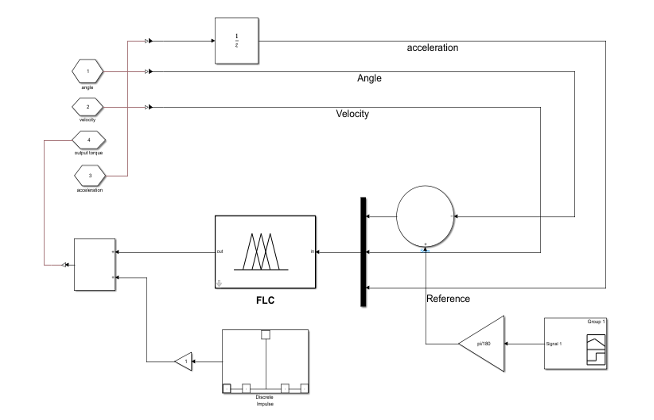 1
z
acceleration
1
angle
Angle
2
velocity
Velocity
4
output torque
3
acceleration
out
in
FLC
Reference
Group 1
Signal 1
pi/180
1
Discrete
Impulse